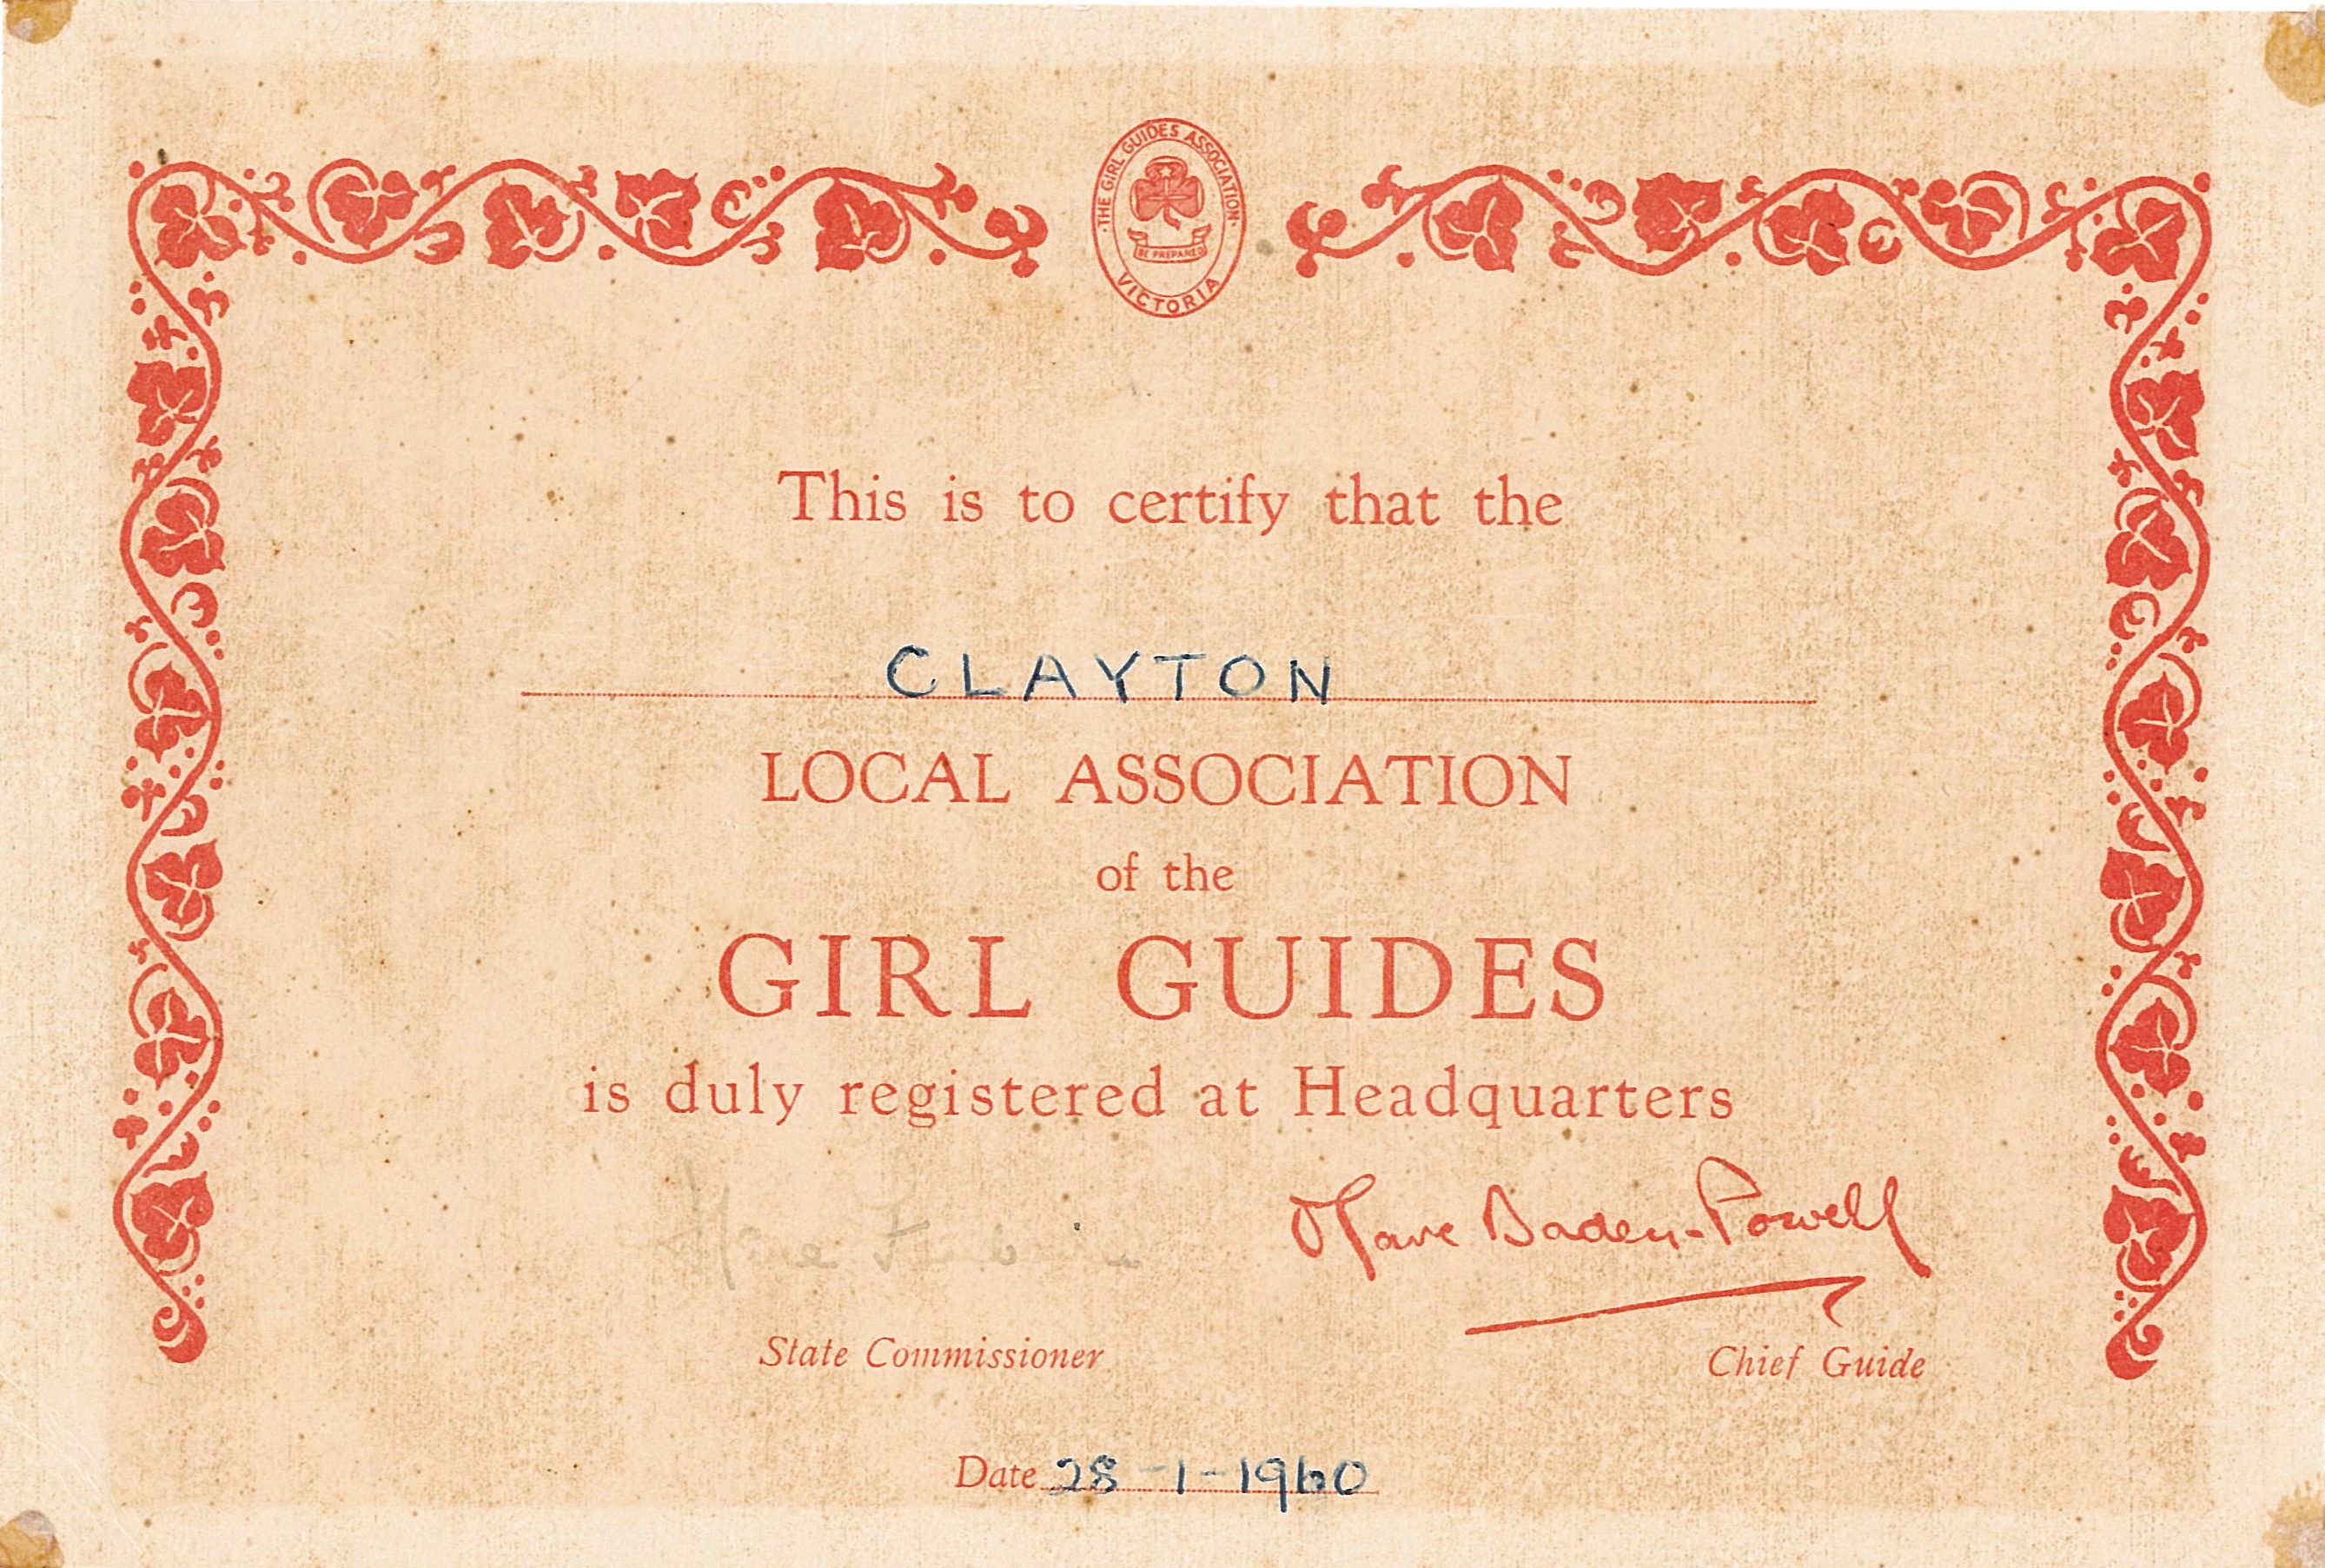 THE GIRL GUIDES ASSOCIATION
BE PREPARED
VICTORIA
This is to certify that the
CLAYTON
LOCAL ASSOCIATION
of the
GIRL GUIDES
is duly registered at Headquarters
Olave Baden-Powell
State Commissioner
Chief Guide
Date 28-1-1960